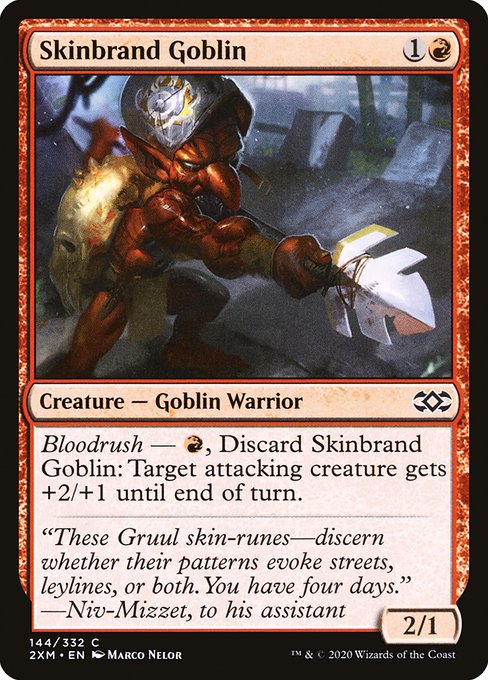 Skinbrand Goblin 1
Creature — Goblin Warrior
Bloodrush — , Discard Skinbrand
Goblin: Target attacking creature gets
+2/+1 until end of turn.
“These Gruul skin-runes—discern
whether their patterns evoke streets,
leylines, or both. You have four days.”
—Niv-Mizzet, to his assistant
2/1
144/332 C
2XM • EN Marco Nelor
™ & © 2020 Wizards of the Coast